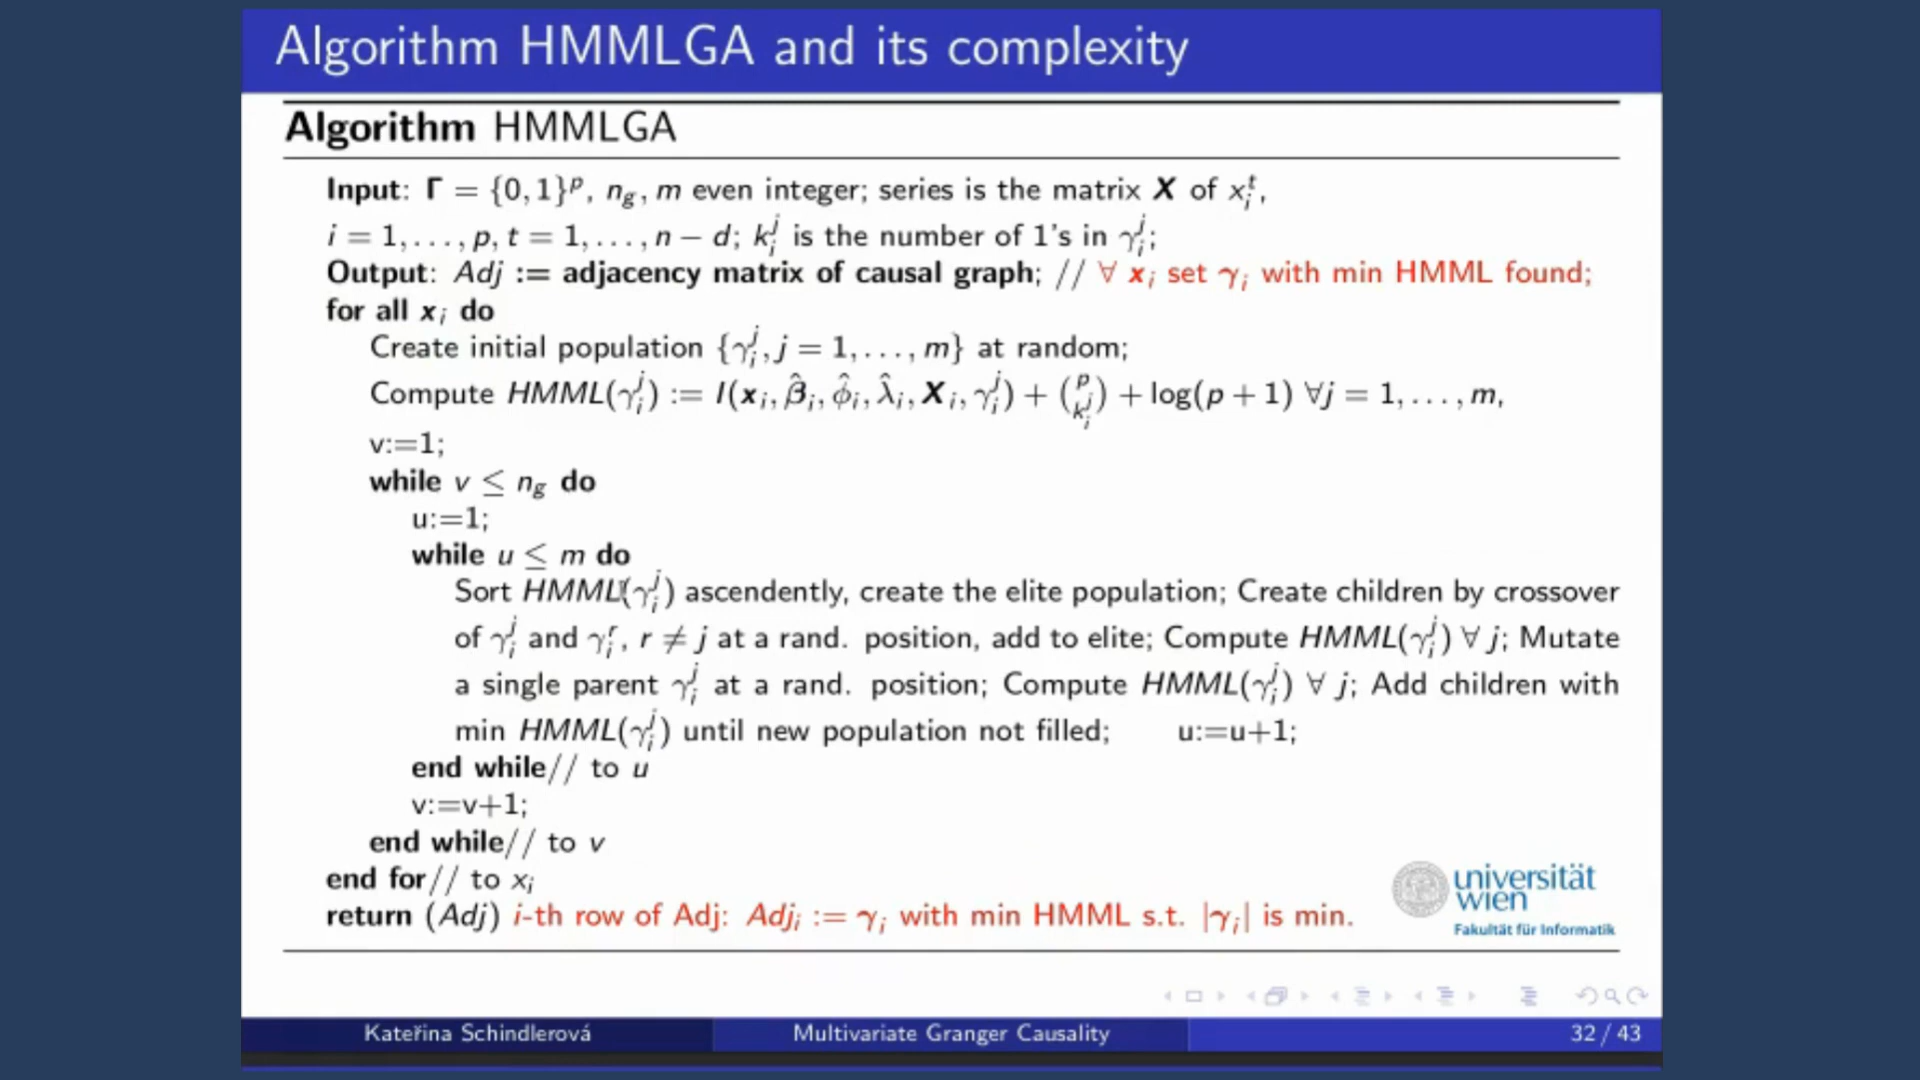 Algorithm HMMLGA and its complexity
Algorithm HMMLGA
Input: Γ = {0, 1}^p, n_g, m even integer; series is the matrix X of x_i^t,
i = 1, . . . , p, t = 1, . . . , n − d; k_i^j is the number of 1's in γ_i^j;
Output: Adj := adjacency matrix of causal graph; // ∀ x_i set γ_i with min HMML found;
for all x_i do
Create initial population {γ_i^j, j = 1, . . . , m} at random;
Compute HMML(γ_i^j) := I(x_i, β̂_i, ϕ̂_i, λ̂_i, X_i, γ_i^j) + (p k_i^j) + log(p + 1) ∀j = 1, . . . , m,
v:=1;
while v ≤ n_g do
u:=1;
while u ≤ m do
Sort HMML(γ_i^j) ascendently, create the elite population; Create children by crossover
of γ_i^j and γ_i^r, r ≠ j at a rand. position, add to elite; Compute HMML(γ_i^j) ∀ j; Mutate
a single parent γ_i^j at a rand. position; Compute HMML(γ_i^j) ∀ j; Add children with
min HMML(γ_i^j) until new population not filled; u:=u+1;
end while// to u
v:=v+1;
end while// to v
end for// to x_i
return (Adj) i-th row of Adj: Adj_i := γ_i with min HMML s.t. |γ_i| is min.
universität
wien
Fakultät für Informatik
Kateřina Schindlerová Multivariate Granger Causality 32 / 43